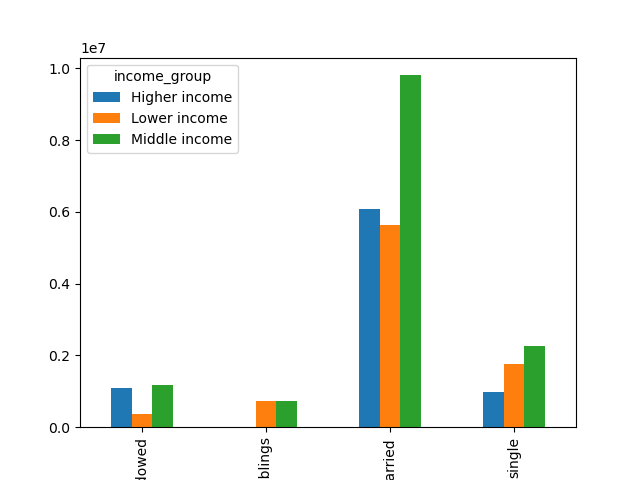 1e7
income_group
Higher income
Lower income
Middle income
1.0
0.8
0.6
0.4
0.2
0.0
dowed
blings
arried
single